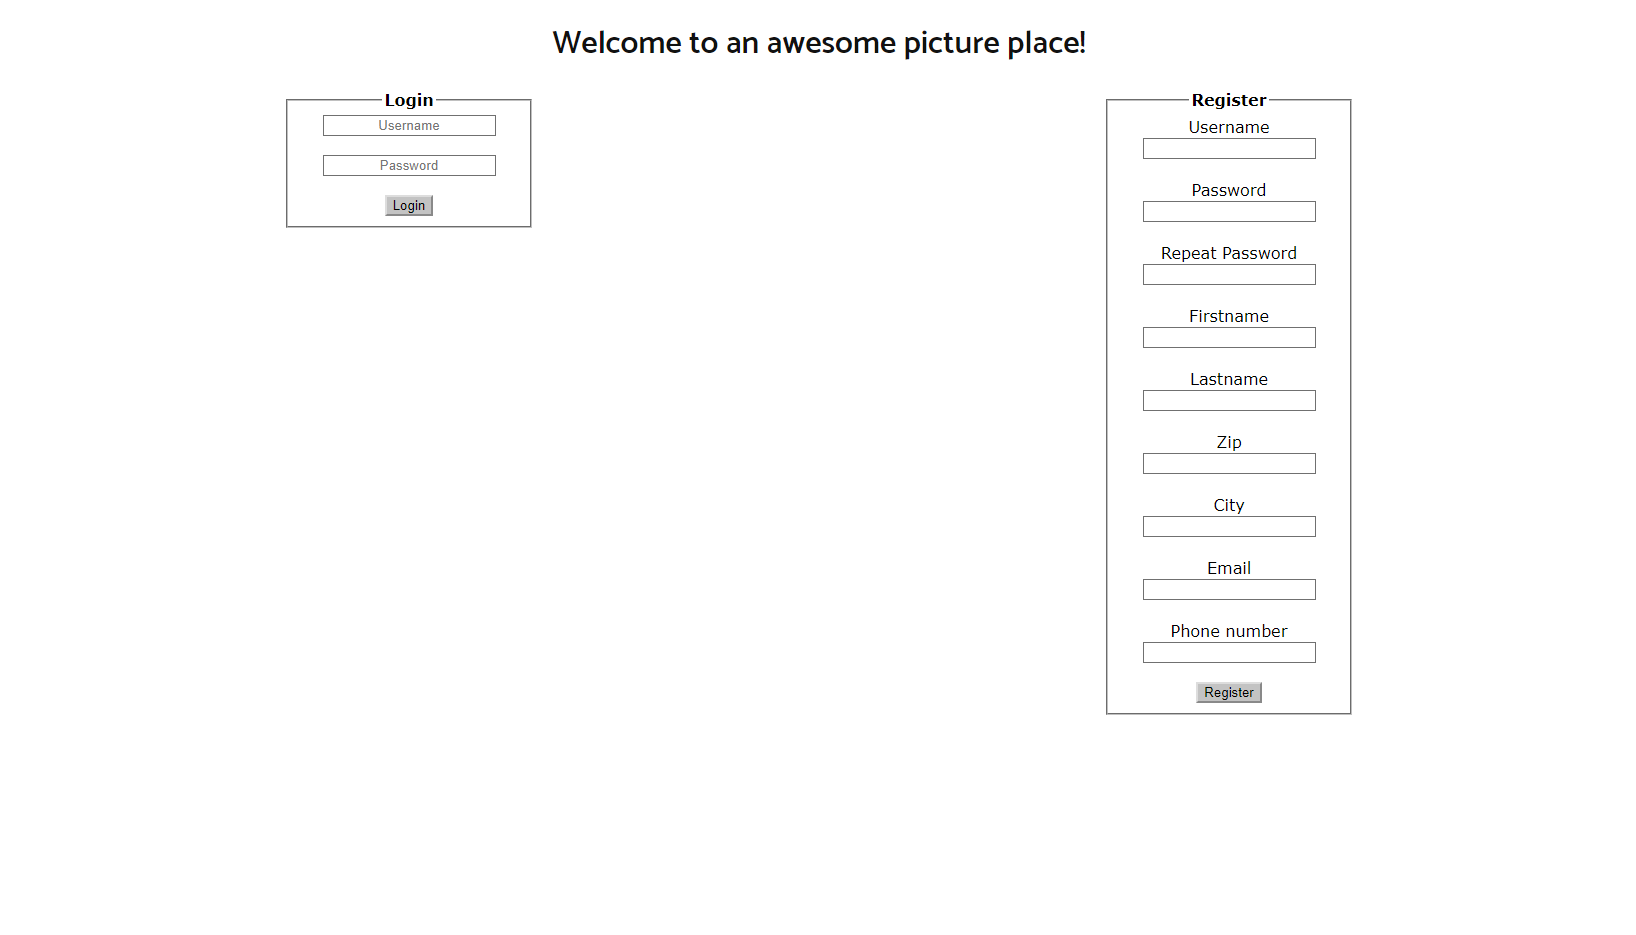 Welcome to an awesome picture place!
Login
Username
Password
Login
Register
Username
Password
Repeat Password
Firstname
Lastname
Zip
City
Email
Phone number
Register